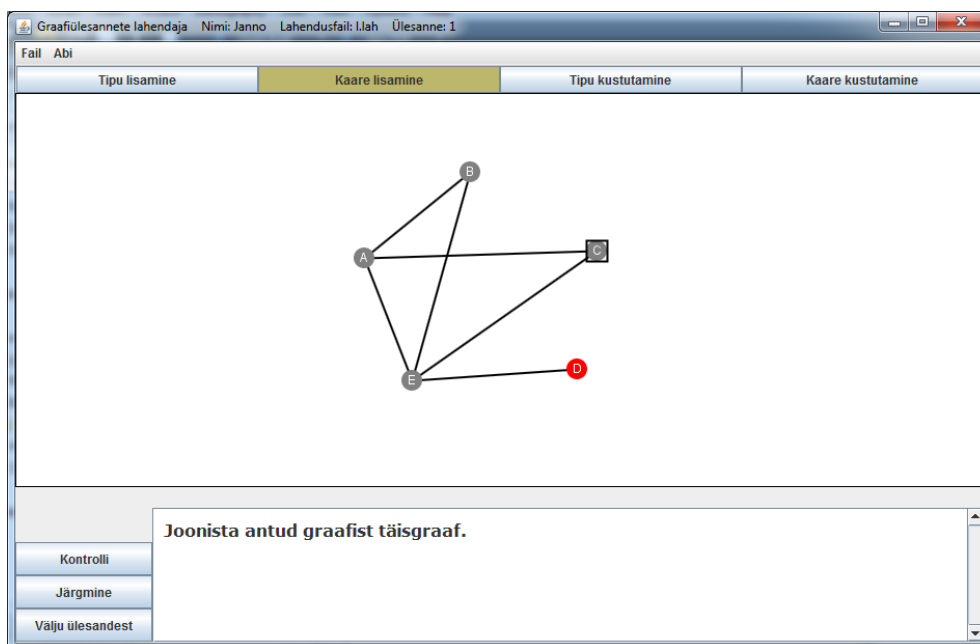 Graafiülesannete lahendaja Nimi: Janno Lahendusfail: l.lah Ülesanne: 1
Fail Abi
Tipu lisamine Kaare lisamine Tipu kustutamine Kaare kustutamine
B
A
C
D
E
Joonista antud graafist täisgraaf.
Kontrolli
Järgmine
Välju ülesandest